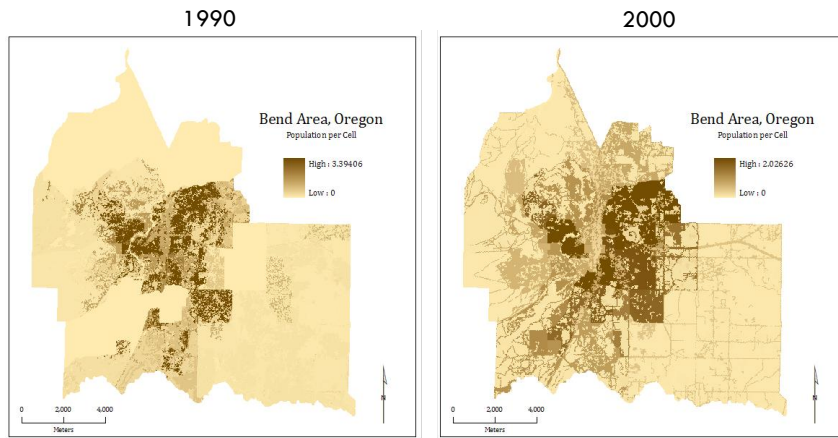 1990
Bend Area, Oregon
Population per Cell
High : 3.39406
Low : 0
0 2,000 4,000
Meters
N
2000
Bend Area, Oregon
Population per Cell
High : 2.02626
Low : 0
0 2,000 4,000
Meters
N